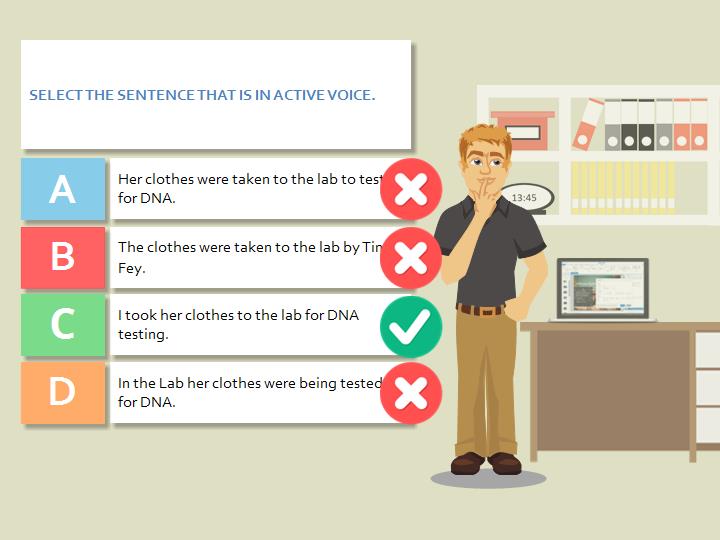 SELECT THE SENTENCE THAT IS IN ACTIVE VOICE.
A
Her clothes were taken to the lab to test
for DNA.
B
The clothes were taken to the lab by
Fey.
C
I took her clothes to the lab for DNA
testing.
D
In the Lab her clothes were being tested
for DNA.
13:45